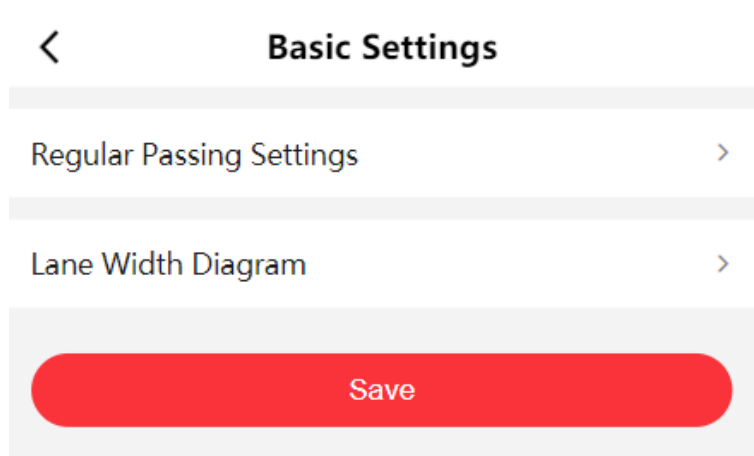 Basic Settings
Regular Passing Settings
Lane Width Diagram
Save